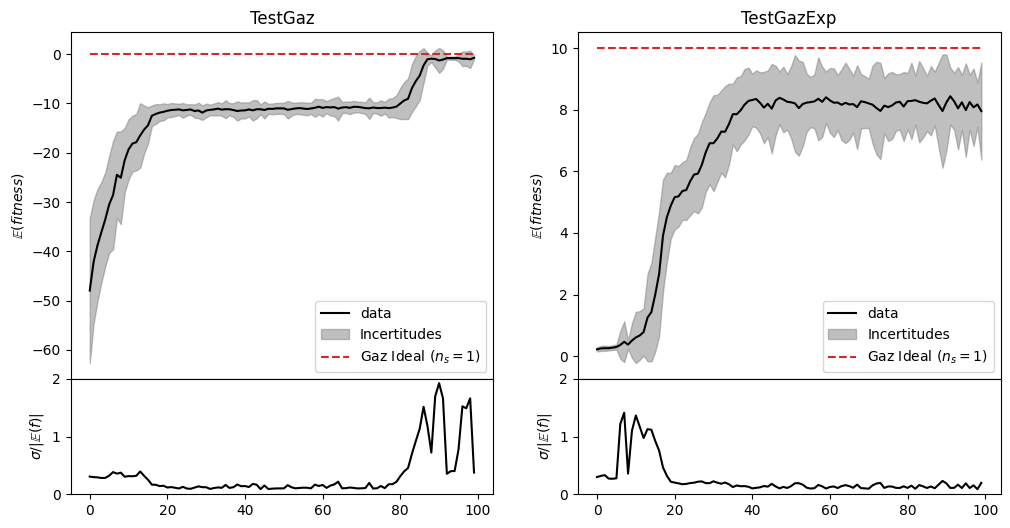 TestGaz
0
−10
−20
−30
−40
−50
−60
𝔼(fitness)
data
Incertitudes
Gaz Ideal (nₛ = 1)
2
1
0
σ/|𝔼(f)|
0 20 40 60 80 100
TestGazExp
10
8
6
4
2
0
𝔼(fitness)
data
Incertitudes
Gaz Ideal (nₛ = 1)
2
1
0
σ/|𝔼(f)|
0 20 40 60 80 100